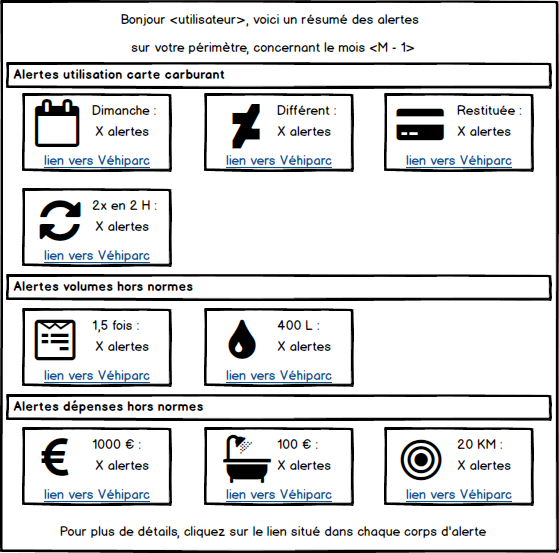 Bonjour <utilisateur>, voici un résumé des alertes
sur votre périmètre, concernant le mois <M - 1>
Alertes utilisation carte carburant
Dimanche :
X alertes
lien vers Véhiparc
Différent :
X alertes
lien vers Véhiparc
Restituée :
X alertes
lien vers Véhiparc
2x en 2 H :
X alertes
lien vers Véhiparc
Alertes volumes hors normes
1,5 fois :
X alertes
lien vers Véhiparc
400 L :
X alertes
lien vers Véhiparc
Alertes dépenses hors normes
1000 € :
X alertes
lien vers Véhiparc
100 € :
X alertes
lien vers Véhiparc
20 KM :
X alertes
lien vers Véhiparc
Pour plus de détails, cliquez sur le lien situé dans chaque corps d'alerte